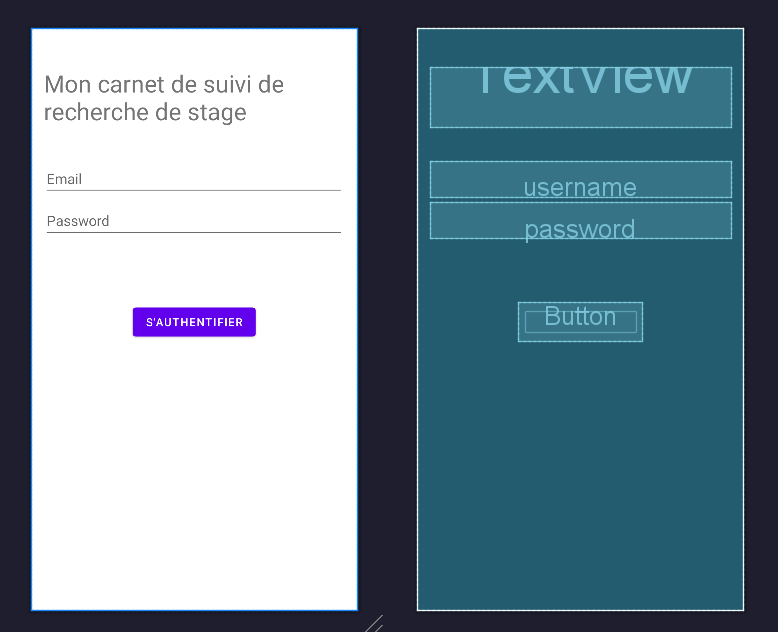 Mon carnet de suivi de
recherche de stage
Email
Password
S'AUTHENTIFIER
TextView
username
password
Button